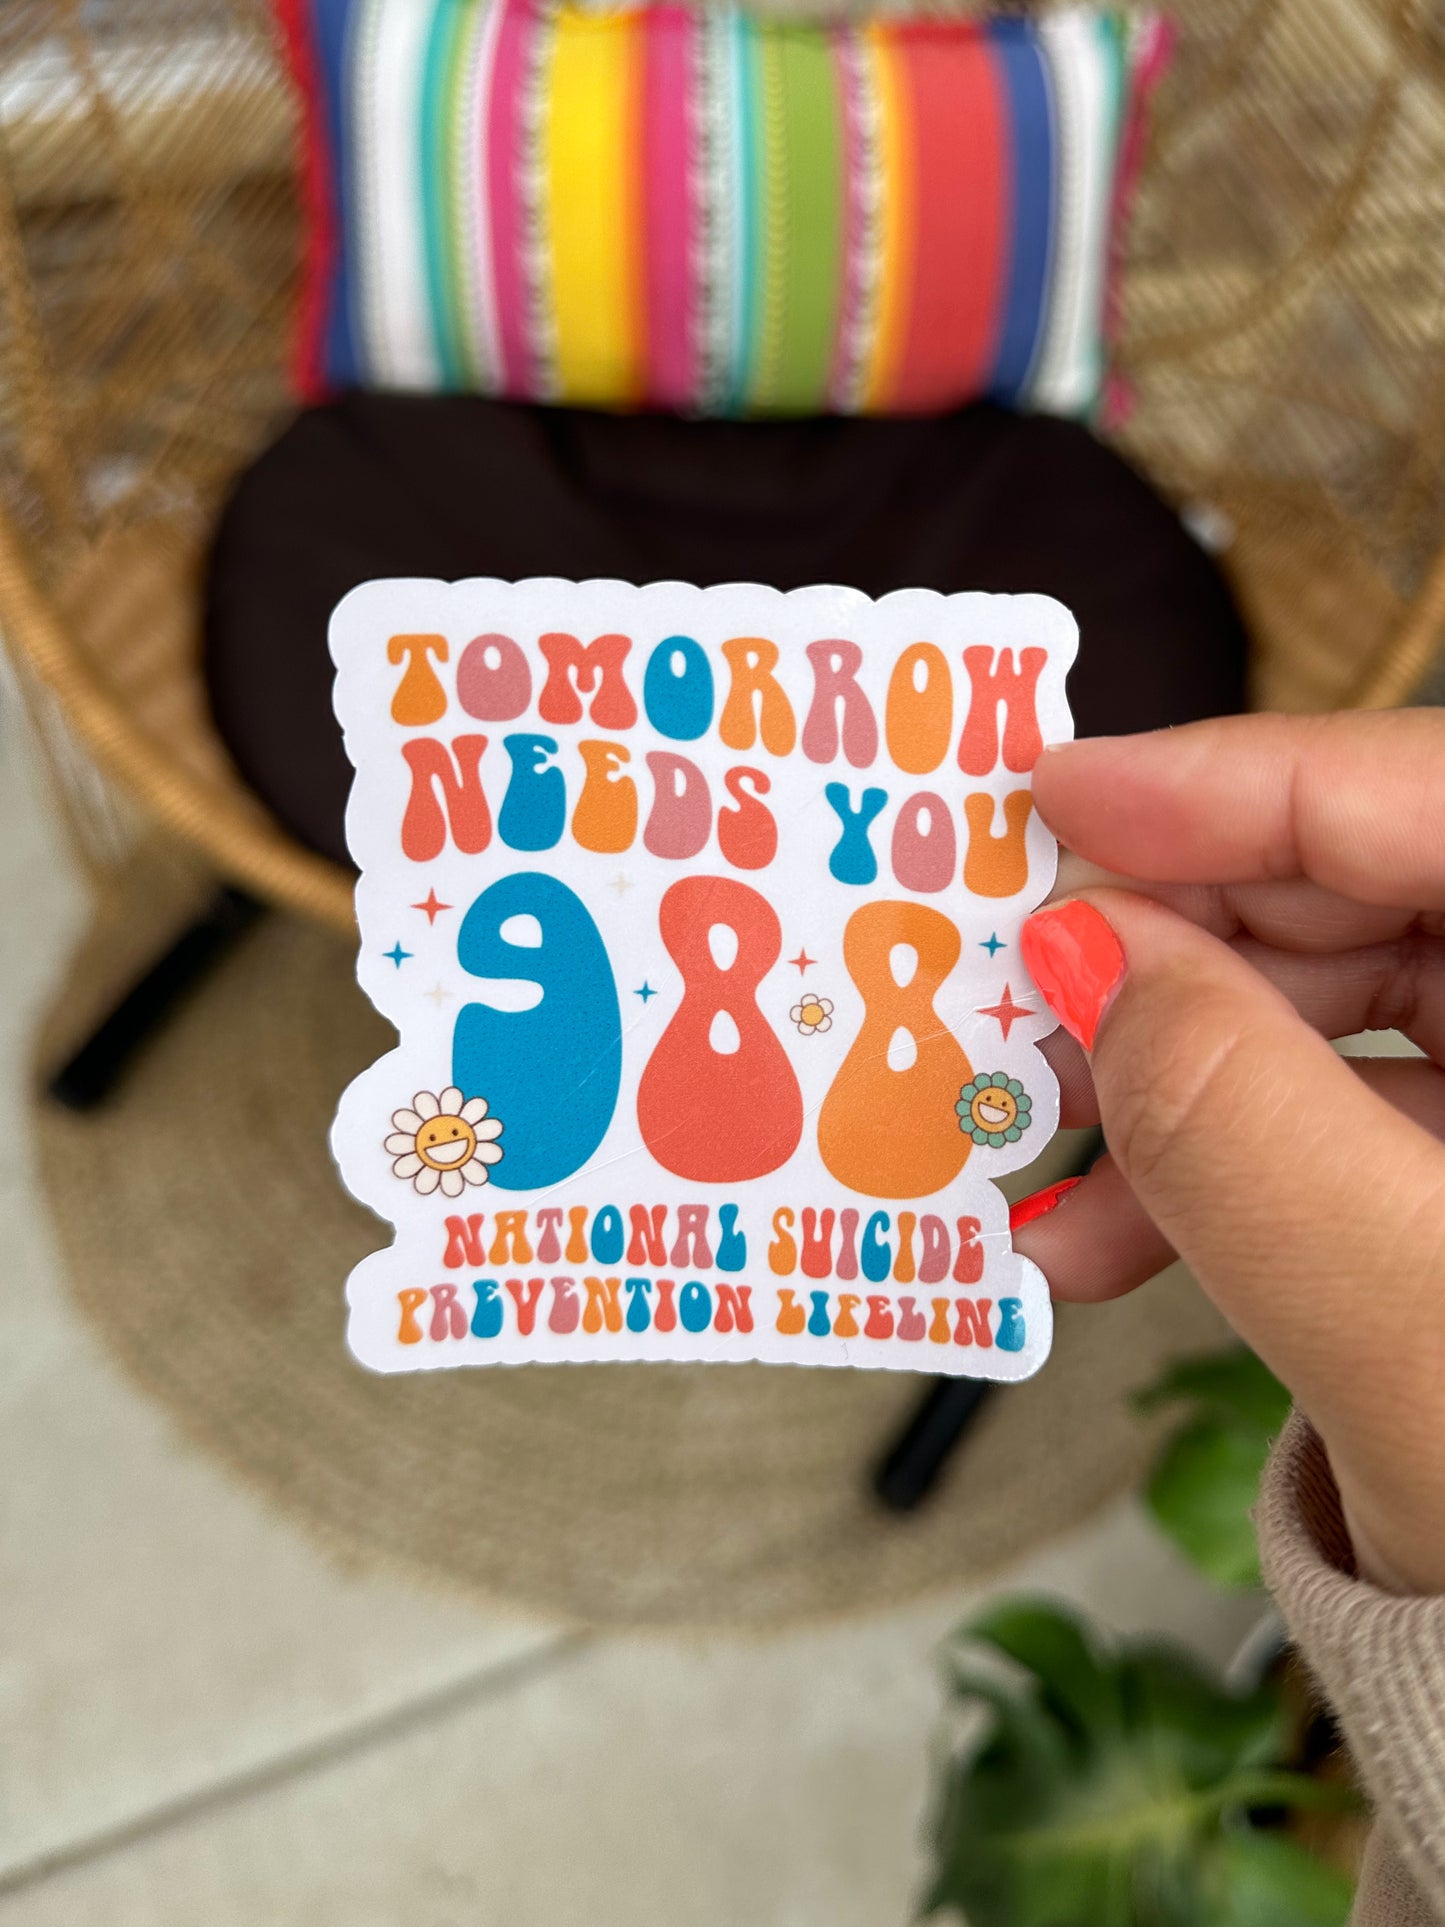 TOMORROW
NEEDS YOU
988
NATIONAL SUICIDE
PREVENTION LIFELINE